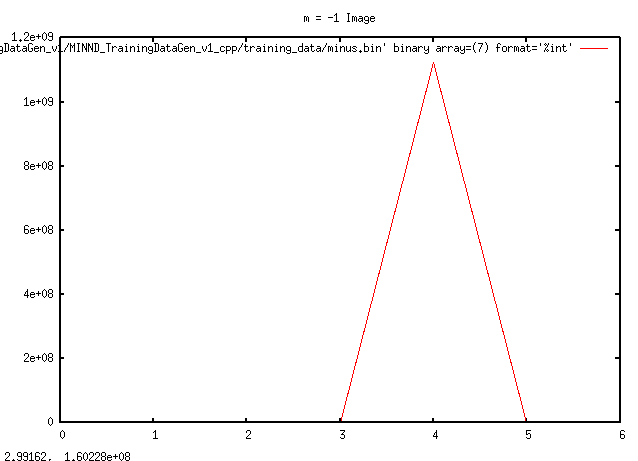 m = -1 Image
1.2e+09
gDataGen_v1/MINND_TrainingDataGen_v1_cpp/training_data/minus.bin' binary array=(7) format='%int'
1e+09
8e+08
6e+08
4e+08
2e+08
0
0 1 2 3 4 5 6
2.99162, 1.60228e+08